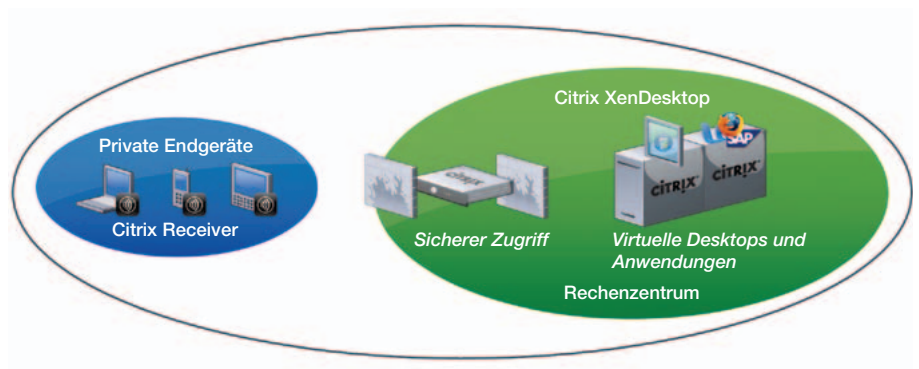 Citrix XenDesktop
Private Endgeräte
Citrix Receiver
SAP
CITRIX
CITRIX
CITRIX
Sicherer Zugriff
Virtuelle Desktops und
Anwendungen
Rechenzentrum